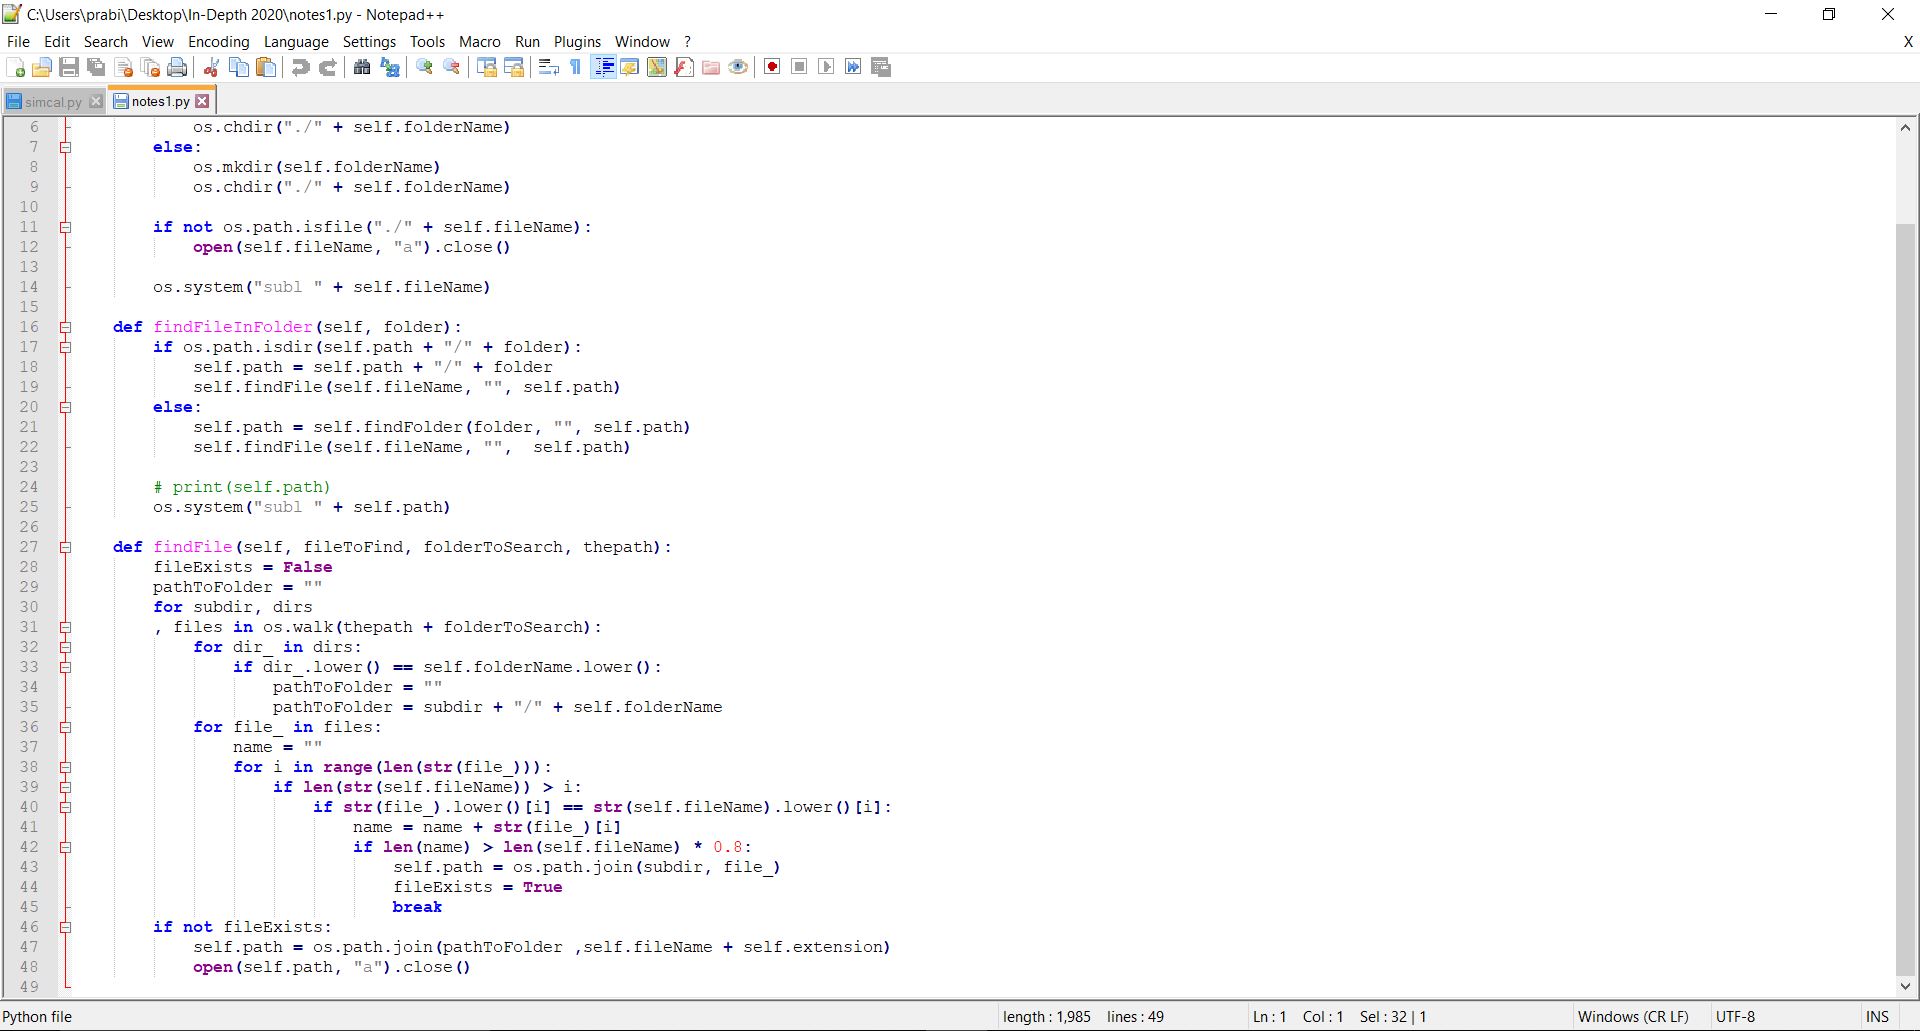 C:\Users\prabi\Desktop\In-Depth 2020\notes1.py - Notepad++
File Edit Search View Encoding Language Settings Tools Macro Run Plugins Window ? X
simcal.py notes1.py
6             os.chdir("./" + self.folderName)
7         else:
8             os.mkdir(self.folderName)
9             os.chdir("./" + self.folderName)
10
11         if not os.path.isfile("./" + self.fileName):
12             open(self.fileName, "a").close()
13
14         os.system("subl " + self.fileName)
15
16     def findFileInFolder(self, folder):
17         if os.path.isdir(self.path + "/" + folder):
18             self.path = self.path + "/" + folder
19             self.findFile(self.fileName, "", self.path)
20         else:
21             self.path = self.findFolder(folder, "", self.path)
22             self.findFile(self.fileName, "",  self.path)
23
24         # print(self.path)
25         os.system("subl " + self.path)
26
27     def findFile(self, fileToFind, folderToSearch, thepath):
28         fileExists = False
29         pathToFolder = ""
30         for subdir, dirs
31         , files in os.walk(thepath + folderToSearch):
32             for dir_ in dirs:
33                 if dir_.lower() == self.folderName.lower():
34                     pathToFolder = ""
35                     pathToFolder = subdir + "/" + self.folderName
36             for file_ in files:
37                 name = ""
38                 for i in range(len(str(file_))):
39                     if len(str(self.fileName)) > i:
40                         if str(file_).lower()[i] == str(self.fileName).lower()[i]:
41                             name = name + str(file_)[i]
42                             if len(name) > len(self.fileName) * 0.8:
43                                 self.path = os.path.join(subdir, file_)
44                                 fileExists = True
45                                 break
46         if not fileExists:
47             self.path = os.path.join(pathToFolder ,self.fileName + self.extension)
48             open(self.path, "a").close()
49
Python file length : 1,985 lines : 49 Ln : 1 Col : 1 Sel : 32 | 1 Windows (CR LF) UTF-8 INS